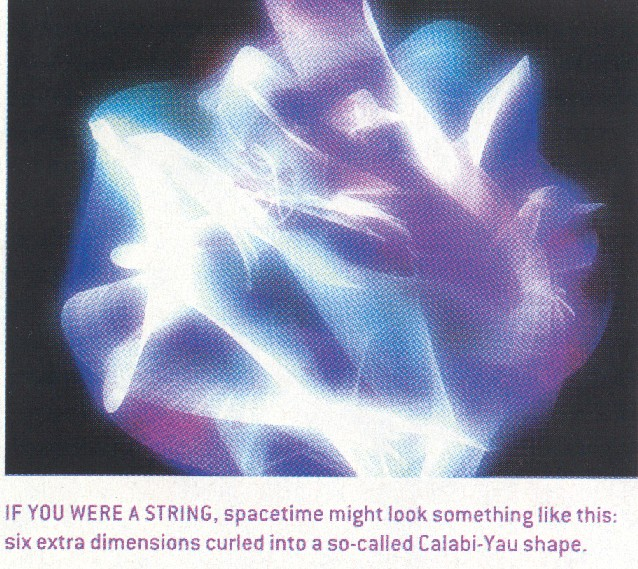 IF YOU WERE A STRING, spacetime might look something like this:
six extra dimensions curled into a so-called Calabi-Yau shape.